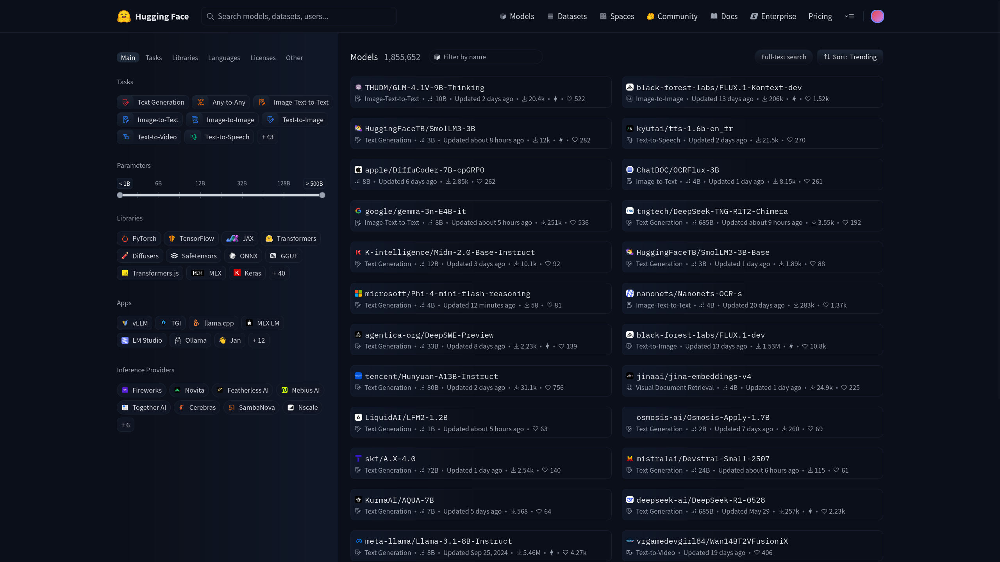 Hugging Face
Search models, datasets, users...
Models
Datasets
Spaces
Community
Docs
Enterprise
Pricing
Main Tasks Libraries Languages Licenses Other
Tasks
Text Generation Any-to-Any Image-Text-to-Text
Image-to-Text Image-to-Image Text-to-Image
Text-to-Video Text-to-Speech + 43
Parameters
< 1B 6B 12B 32B 128B > 500B
Libraries
PyTorch TensorFlow JAX Transformers
Diffusers Safetensors ONNX GGUF
Transformers.js MLX MLX Keras + 40
Apps
vLLM TGI llama.cpp MLX LM
LM Studio Ollama Jan + 12
Inference Providers
Fireworks Novita Featherless AI Nebius AI
Together AI Cerebras SambaNova Nscale
+ 6
Models 1,855,652 Filter by name Full-text search Sort: Trending
THUDM/GLM-4.1V-9B-Thinking
Image-Text-to-Text • 10B • Updated 2 days ago • 20.4k • • 522
black-forest-labs/FLUX.1-Kontext-dev
Image-to-Image • Updated 13 days ago • 206k • • 1.52k
HuggingFaceTB/SmolLM3-3B
Text Generation • 3B • Updated about 8 hours ago • 12k • • 282
kyutai/tts-1.6b-en_fr
Text-to-Speech • Updated 2 days ago • 21.5k • 270
apple/DiffuCoder-7B-cpGRPO
8B • Updated 6 days ago • 2.85k • 262
ChatDOC/OCRFlux-3B
Image-to-Text • 4B • Updated 1 day ago • 8.15k • 261
google/gemma-3n-E4B-it
Image-Text-to-Text • 8B • Updated about 5 hours ago • 251k • 536
TNG tngtech/DeepSeek-TNG-R1T2-Chimera
Text Generation • 685B • Updated about 9 hours ago • 3.55k • 192
K-intelligence/Midm-2.0-Base-Instruct
Text Generation • 12B • Updated 3 days ago • 10.1k • 92
HuggingFaceTB/SmolLM3-3B-Base
Text Generation • 3B • Updated 1 day ago • 1.89k • 88
microsoft/Phi-4-mini-flash-reasoning
Text Generation • 4B • Updated 12 minutes ago • 58 • 81
nanonets/Nanonets-OCR-s
Image-Text-to-Text • 4B • Updated 20 days ago • 283k • 1.37k
agentica-org/DeepSWE-Preview
Text Generation • 33B • Updated 8 days ago • 2.23k • • 139
black-forest-labs/FLUX.1-dev
Text-to-Image • Updated 13 days ago • 1.53M • • 10.8k
tencent/Hunyuan-A13B-Instruct
Text Generation • 80B • Updated 2 days ago • 31.1k • 756
jinaai/jina-embeddings-v4
Visual Document Retrieval • 4B • Updated 1 day ago • 24.9k • 225
LiquidAI/LFM2-1.2B
Text Generation • 1B • Updated about 5 hours ago • 63
osmosis-ai/Osmosis-Apply-1.7B
Text Generation • 2B • Updated 7 days ago • 260 • 69
skt/A.X-4.0
Text Generation • 72B • Updated 1 day ago • 2.54k • 140
mistralai/Devstral-Small-2507
Text Generation • 24B • Updated about 6 hours ago • 115 • 61
KurmaAI/AQUA-7B
Text Generation • 7B • Updated 5 days ago • 568 • 64
deepseek-ai/DeepSeek-R1-0528
Text Generation • 685B • Updated May 29 • 257k • • 2.23k
meta-llama/Llama-3.1-8B-Instruct
Text Generation • 8B • Updated Sep 25, 2024 • 5.46M • • 4.27k
vrgamedevgirl84/Wan14BT2VFusioniX
Text-to-Video • Updated 19 days ago • 406